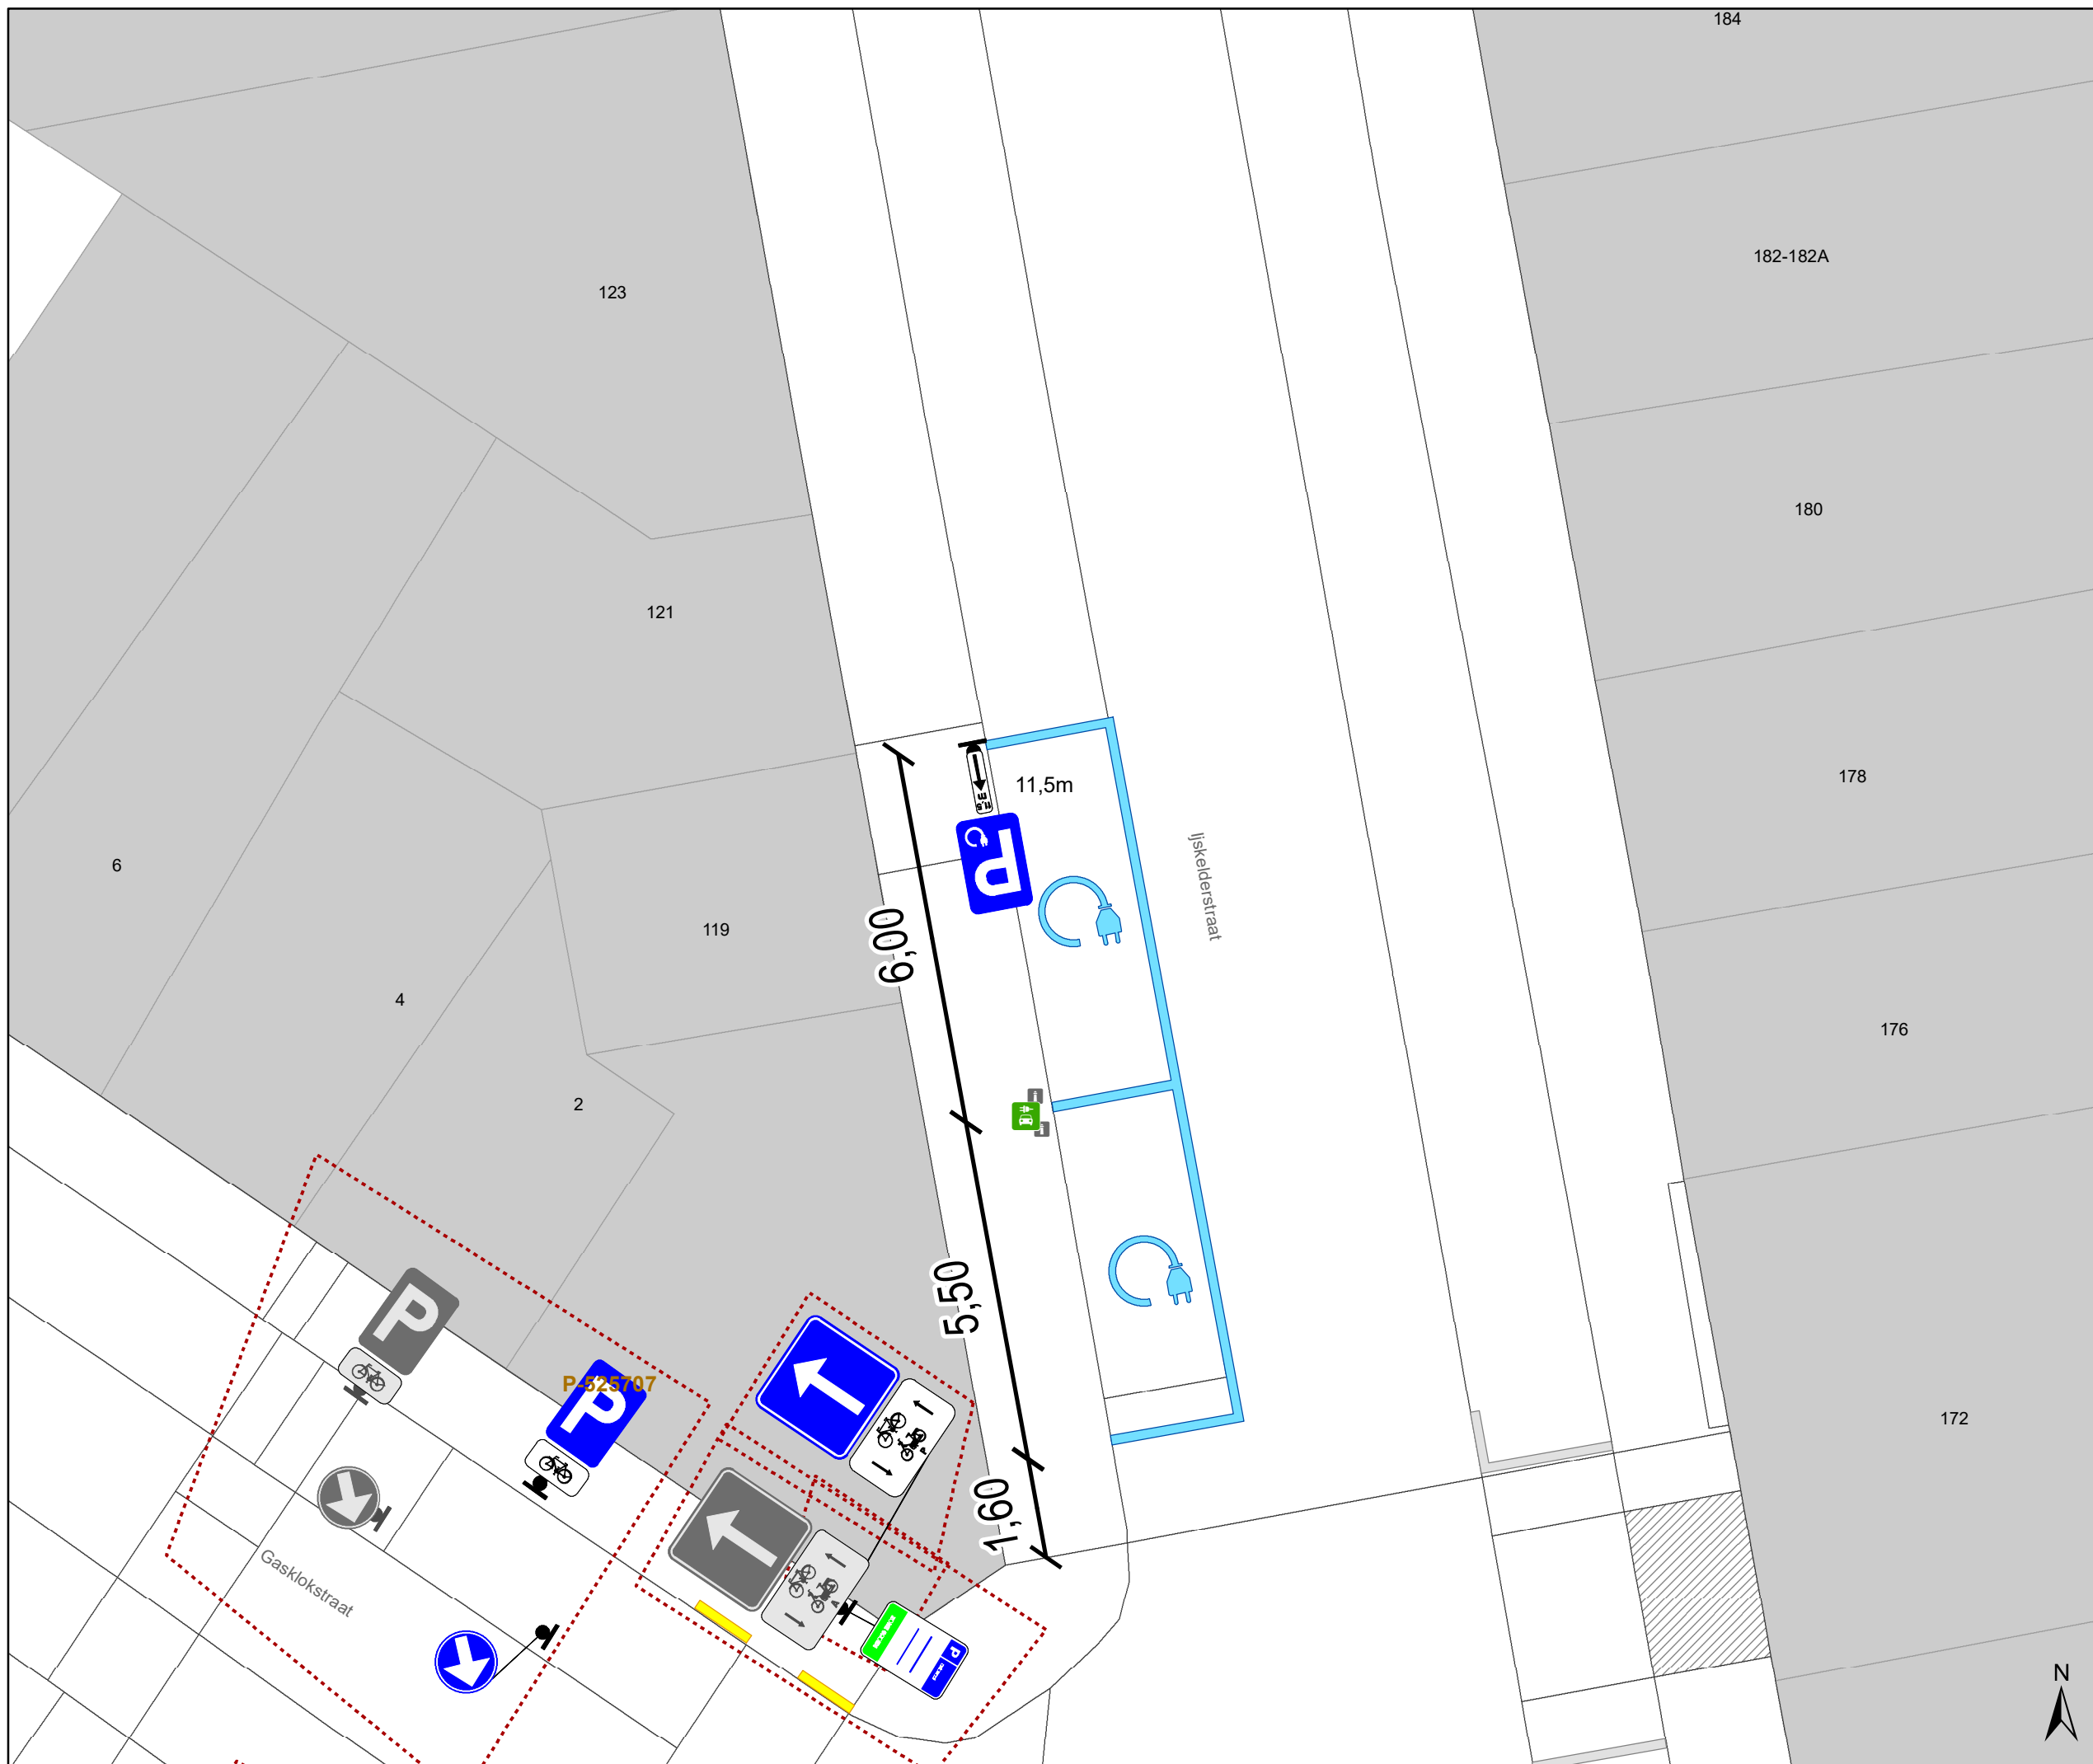 184
182-182A
123
180
121
178
11,5m
Ijskelderstraat
6
119
6,00
4
176
2
5,50
P
P-525707
P
172
1,60
Gasklokstraat
P
N